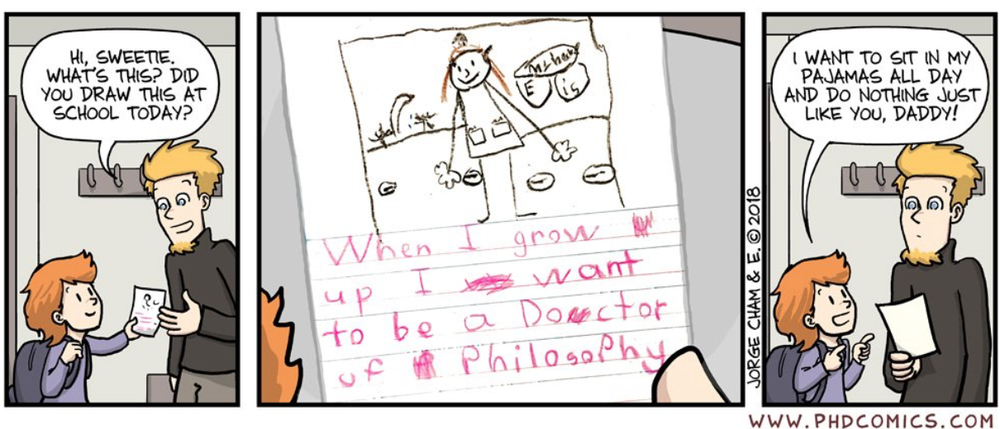 HI, SWEETIE.
WHAT'S THIS? DID
YOU DRAW THIS AT
SCHOOL TODAY?
E is
When I grow
up I want
to be a Doctor
of Philosophy
I WANT TO SIT IN MY
PAJAMAS ALL DAY
AND DO NOTHING JUST
LIKE YOU, DADDY!
JORGE CHAM & E. © 2018
WWW.PHDCOMICS.COM